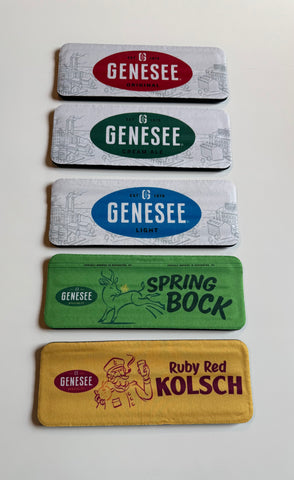 GENESEE
ORIGINAL
GENESEE
CREAM ALE
EST. 1878
GENESEE
LIGHT
GENESEE
SPRING
BOCK
GENESEE
Ruby Red
KOLSCH